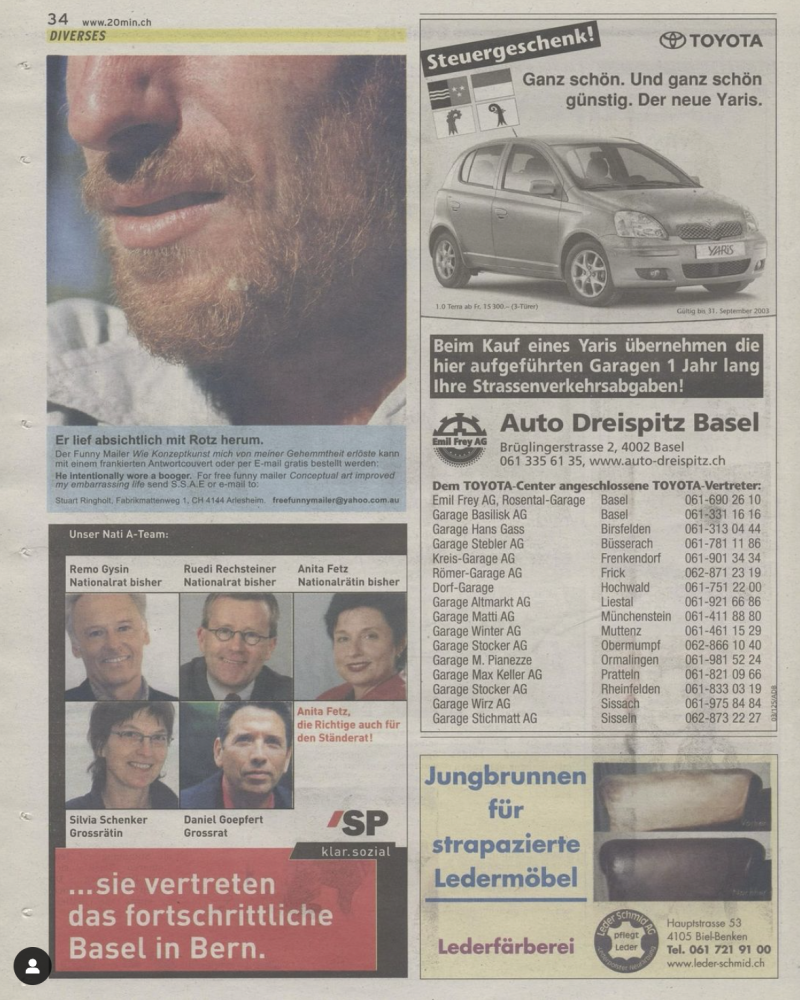 34 www.20min.ch
DIVERSES
Er lief absichtlich mit Rotz herum.
Der Funny Mailer Wie Konzeptkunst mich von meiner Gehemmtheit erlöste kann
mit einem frankierten Antwortcouvert oder per E-mail gratis bestellt werden:
He intentionally wore a booger. For free funny mailer Conceptual art improved
my embarrassing life send S.S.A.E or e-mail to:
Stuart Ringholt, Fabrikmattenweg 1, CH 4144 Arlesheim. freefunnymailer@yahoo.com.au
Unser Nati A-Team:
Remo Gysin
Nationalrat bisher
Ruedi Rechsteiner
Nationalrat bisher
Anita Fetz
Nationalrätin bisher
Anita Fetz,
die Richtige auch für
den Ständerat!
Silvia Schenker
Grossrätin
Daniel Goepfert
Grossrat
SP
klar.sozial
...sie vertreten
das fortschrittliche
Basel in Bern.
Steuergeschenk!
TOYOTA
Ganz schön. Und ganz schön
günstig. Der neue Yaris.
YARIS
1.0 Terra ab Fr. 15 300.– (3-Türer)
Gültig bis 31. September 2003
Beim Kauf eines Yaris übernehmen die
hier aufgeführten Garagen 1 Jahr lang
Ihre Strassenverkehrsabgaben!
Emil Frey AG
Auto Dreispitz Basel
Brüglingerstrasse 2, 4002 Basel
061 335 61 35, www.auto-dreispitz.ch
Dem TOYOTA-Center angeschlossene TOYOTA-Vertreter:
Emil Frey AG, Rosental-Garage Basel 061-690 26 10
Garage Basilisk AG Basel 061-331 16 16
Garage Hans Gass Birsfelden 061-313 04 44
Garage Stebler AG Büsserach 061-781 11 86
Kreis-Garage AG Frenkendorf 061-901 34 34
Römer-Garage AG Frick 062-871 23 19
Dorf-Garage Hochwald 061-751 22 00
Garage Altmarkt AG Liestal 061-921 66 86
Garage Matti AG Münchenstein 061-411 88 80
Garage Winter AG Muttenz 061-461 15 29
Garage Stocker AG Obermumpf 062-866 10 40
Garage M. Pianezze Ormalingen 061-981 52 24
Garage Max Keller AG Pratteln 061-821 09 66
Garage Stocker AG Rheinfelden 061-833 03 19
Garage Wirz AG Sissach 061-975 84 84
Garage Stichmatt AG Sisseln 062-873 22 27
Jungbrunnen
für
strapazierte
Ledermöbel
Lederfärberei
Leder Schmid AG
pflegt
Leder
Hauptstrasse 53
4105 Biel-Benken
Tel. 061 721 91 00
www.leder-schmid.ch